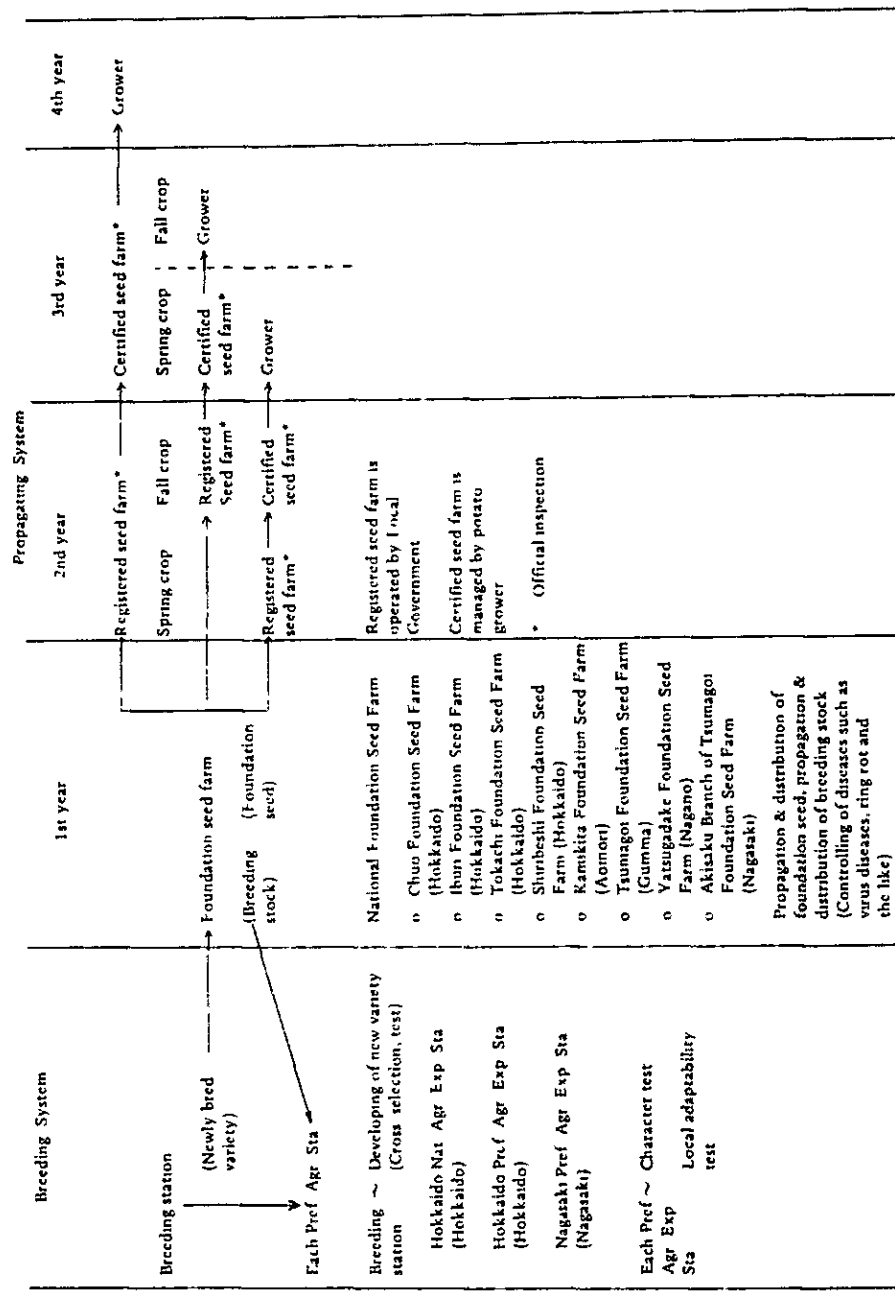 Propagating System
Breeding System
1st year
2nd year
3rd year
4th year
Breeding station
(Newly bred
variety)
Each Pref Agr Sta
Foundation seed farm
(Breeding
stock)
(Foundation
seed)
Registered seed farm*
Certified seed farm*
Grower
Spring crop
Fall crop
Spring crop
Fall crop
Registered
Seed farm*
Certified
seed farm*
Grower
Registered
seed farm*
Certified
seed farm*
Grower
Breeding ~ Developing of new variety
station (Cross selection, test)
Hokkaido Nat Agr Exp Sta
(Hokkaido)
Hokkaido Pref Agr Exp Sta
(Hokkaido)
Nagasaki Pref Agr Exp Sta
(Nagasaki)
Each Pref ~ Character test
Agr Exp
Sta
Local adaptability
test
National Foundation Seed Farm
o Chuo Foundation Seed Farm
(Hokkaido)
o Iburi Foundation Seed Farm
(Hokkaido)
o Tokachi Foundation Seed Farm
(Hokkaido)
o Shiribeshi Foundation Seed
Farm (Hokkaido)
o Kamikita Foundation Seed Farm
(Aomori)
o Tsumagoi Foundation Seed Farm
(Gumma)
o Yatsugadake Foundation Seed
Farm (Nagano)
o Akisaku Branch of Tsumagoi
Foundation Seed Farm
(Nagasaki)
Propagation & distribution of
foundation seed, propagation &
distribution of breeding stock
(Controlling of diseases such as
virus diseases, ring rot and
the like)
Registered seed farm is
operated by Local
Government
Certified seed farm is
managed by potato
grower
* Official inspection